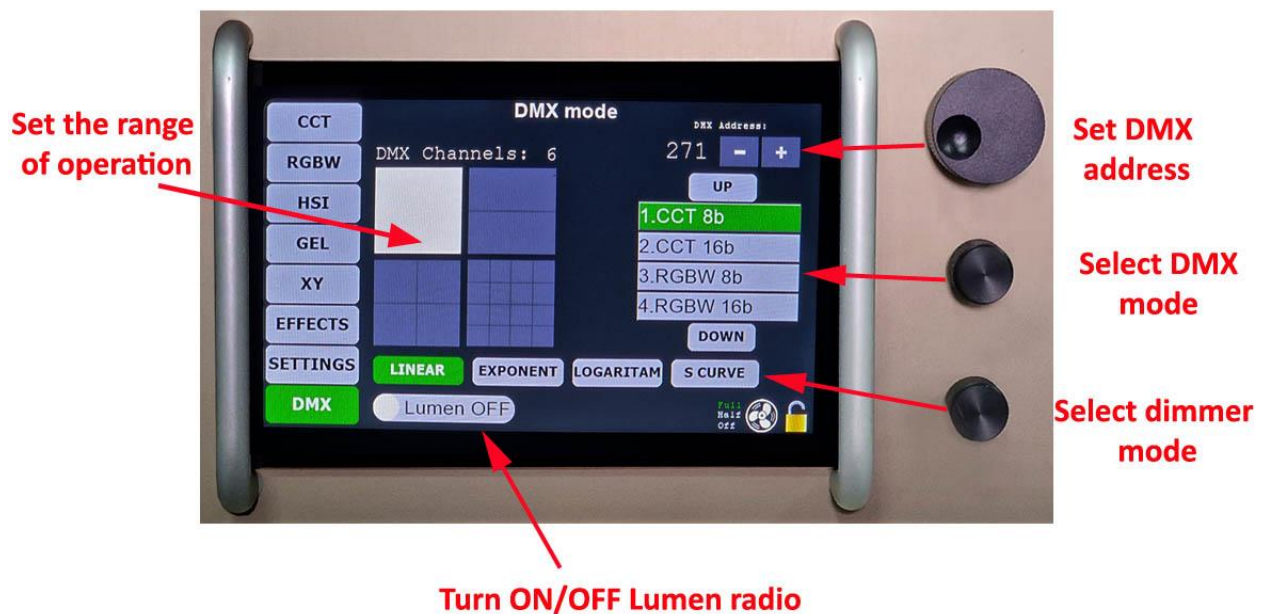 DMX mode
CCT
RGBW
HSI
GEL
XY
EFFECTS
SETTINGS
DMX
DMX Channels: 6
DMX Address:
271 - +
UP
1.CCT 8b
2.CCT 16b
3.RGBW 8b
4.RGBW 16b
DOWN
LINEAR
EXPONENT
LOGARITAM
S CURVE
Lumen OFF
Full
Half
Off
Set the range
of operation
Set DMX
address
Select DMX
mode
Select dimmer
mode
Turn ON/OFF Lumen radio